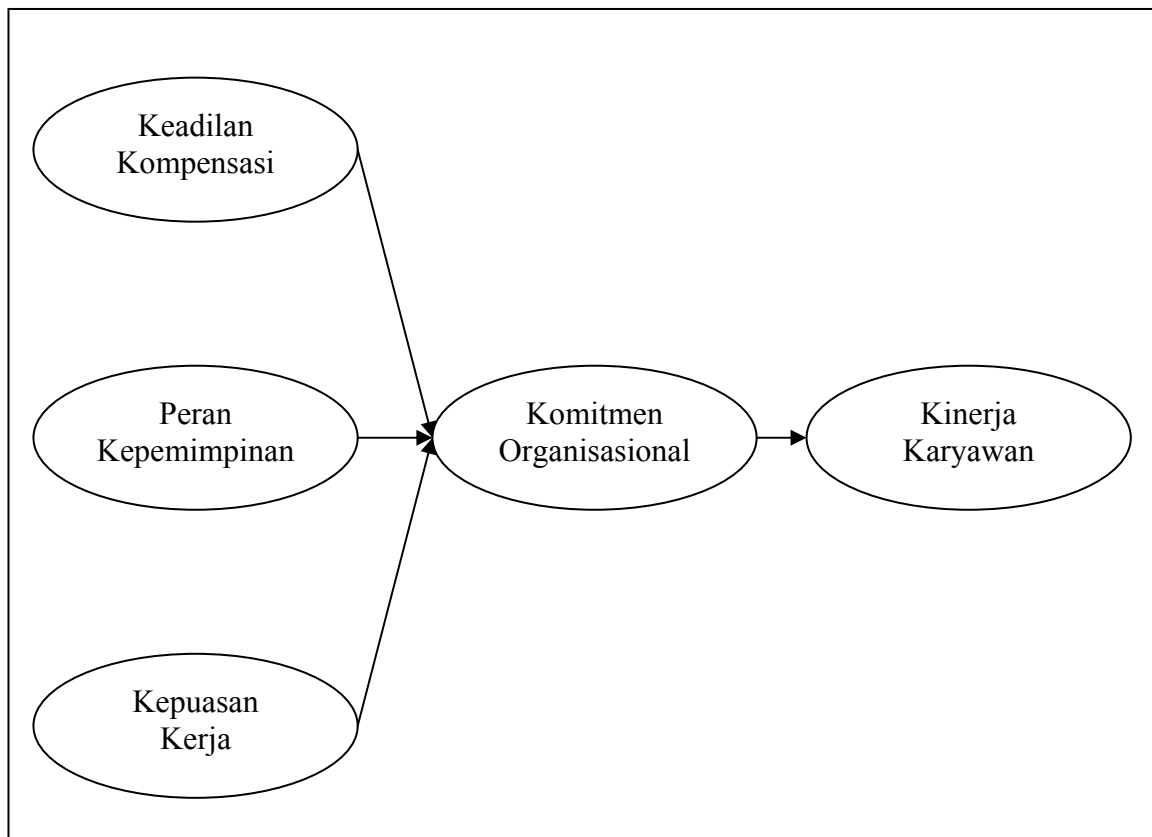 Keadilan
Kompensasi
Peran
Kepemimpinan
Komitmen
Organisasional
Kinerja
Karyawan
Kepuasan
Kerja